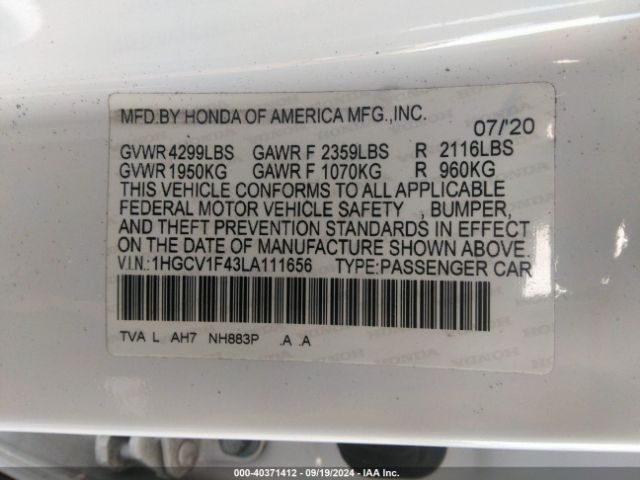 MFD.BY HONDA OF AMERICA MFG.,INC.
07/'20
GVWR 4299LBS GAWR F 2359LBS R 2116LBS
GVWR 1950KG GAWR F 1070KG R 960KG
THIS VEHICLE CONFORMS TO ALL APPLICABLE
FEDERAL MOTOR VEHICLE SAFETY , BUMPER,
AND THEFT PREVENTION STANDARDS IN EFFECT
ON THE DATE OF MANUFACTURE SHOWN ABOVE.
V.I.N.:1HGCV1F43LA111656 TYPE:PASSENGER CAR
TVA L AH7 NH883P .A .A
000-40371412 - 09/19/2024 - IAA Inc.